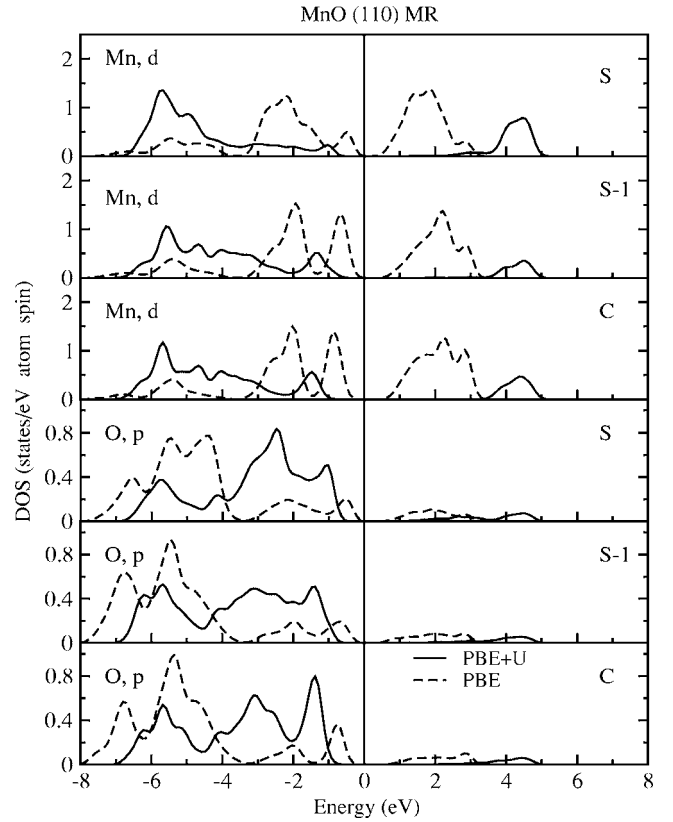 MnO (110) MR
2
Mn, d
S
1
0
2
Mn, d
S-1
1
0
2
Mn, d
C
1
0
0.8
O, p
S
0.4
0
0.8
O, p
S-1
0.4
0
0.8
O, p
C
PBE+U
PBE
0.4
0
-8 -6 -4 -2 0 2 4 6 8
Energy (eV)
DOS (states/eV atom spin)